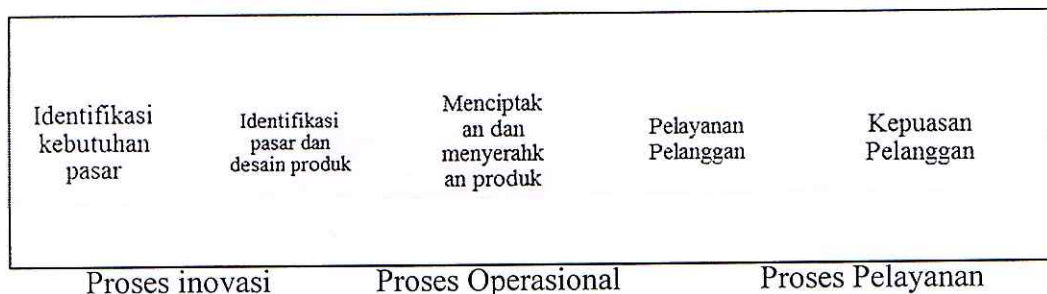 Identifikasi
kebutuhan
pasar
Identifikasi
pasar dan
desain produk
Menciptak
an dan
menyerahk
an produk
Pelayanan
Pelanggan
Kepuasan
Pelanggan
Proses inovasi
Proses Operasional
Proses Pelayanan